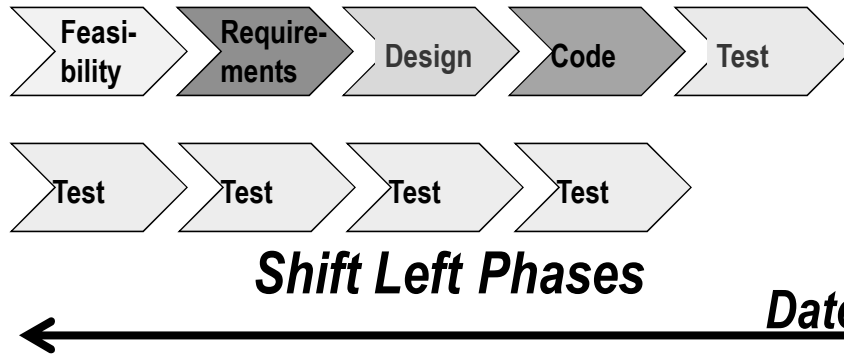 Feasi-
bility
Require-
ments
Design
Code
Test
Test
Test
Test
Test
Shift Left Phases
Date